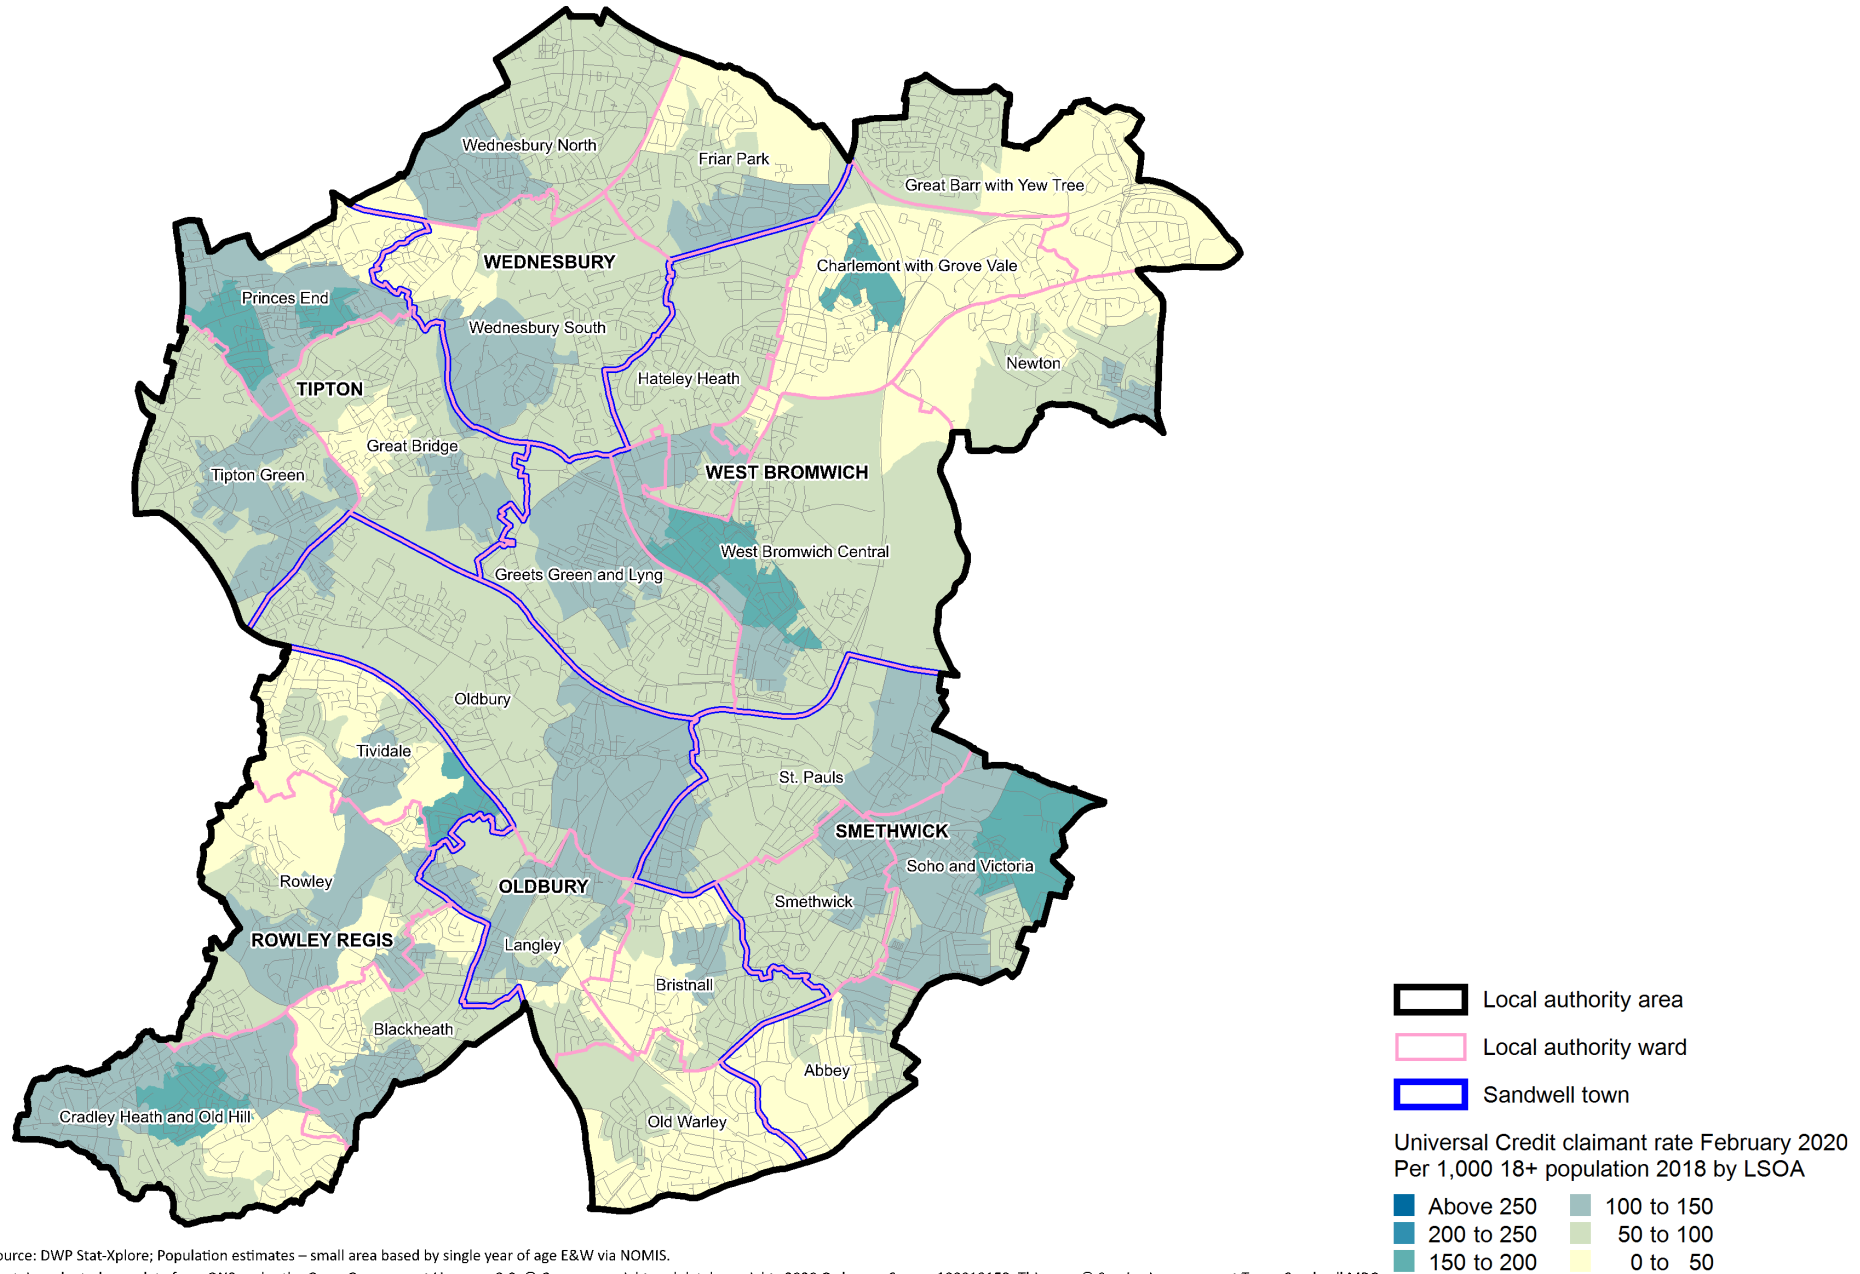 Wednesbury North
Friar Park
Great Barr with Yew Tree
WEDNESBURY
Charlemont with Grove Vale
Princes End
Wednesbury South
Newton
Hateley Heath
TIPTON
Great Bridge
WEST BROMWICH
Tipton Green
West Bromwich Central
Greets Green and Lyng
Oldbury
Tividale
St. Pauls
SMETHWICK
Soho and Victoria
Rowley
OLDBURY
Smethwick
ROWLEY REGIS
Langley
Bristnall
Blackheath
Abbey
Cradley Heath and Old Hill
Old Warley
Local authority area
Local authority ward
Sandwell town
Universal Credit claimant rate February 2020
Per 1,000 18+ population 2018 by LSOA
Above 250 100 to 150
200 to 250 50 to 100
150 to 200 0 to 50
ource: DWP Stat-Xplore; Population estimates – small area based by single year of age E&W via NOMIS.